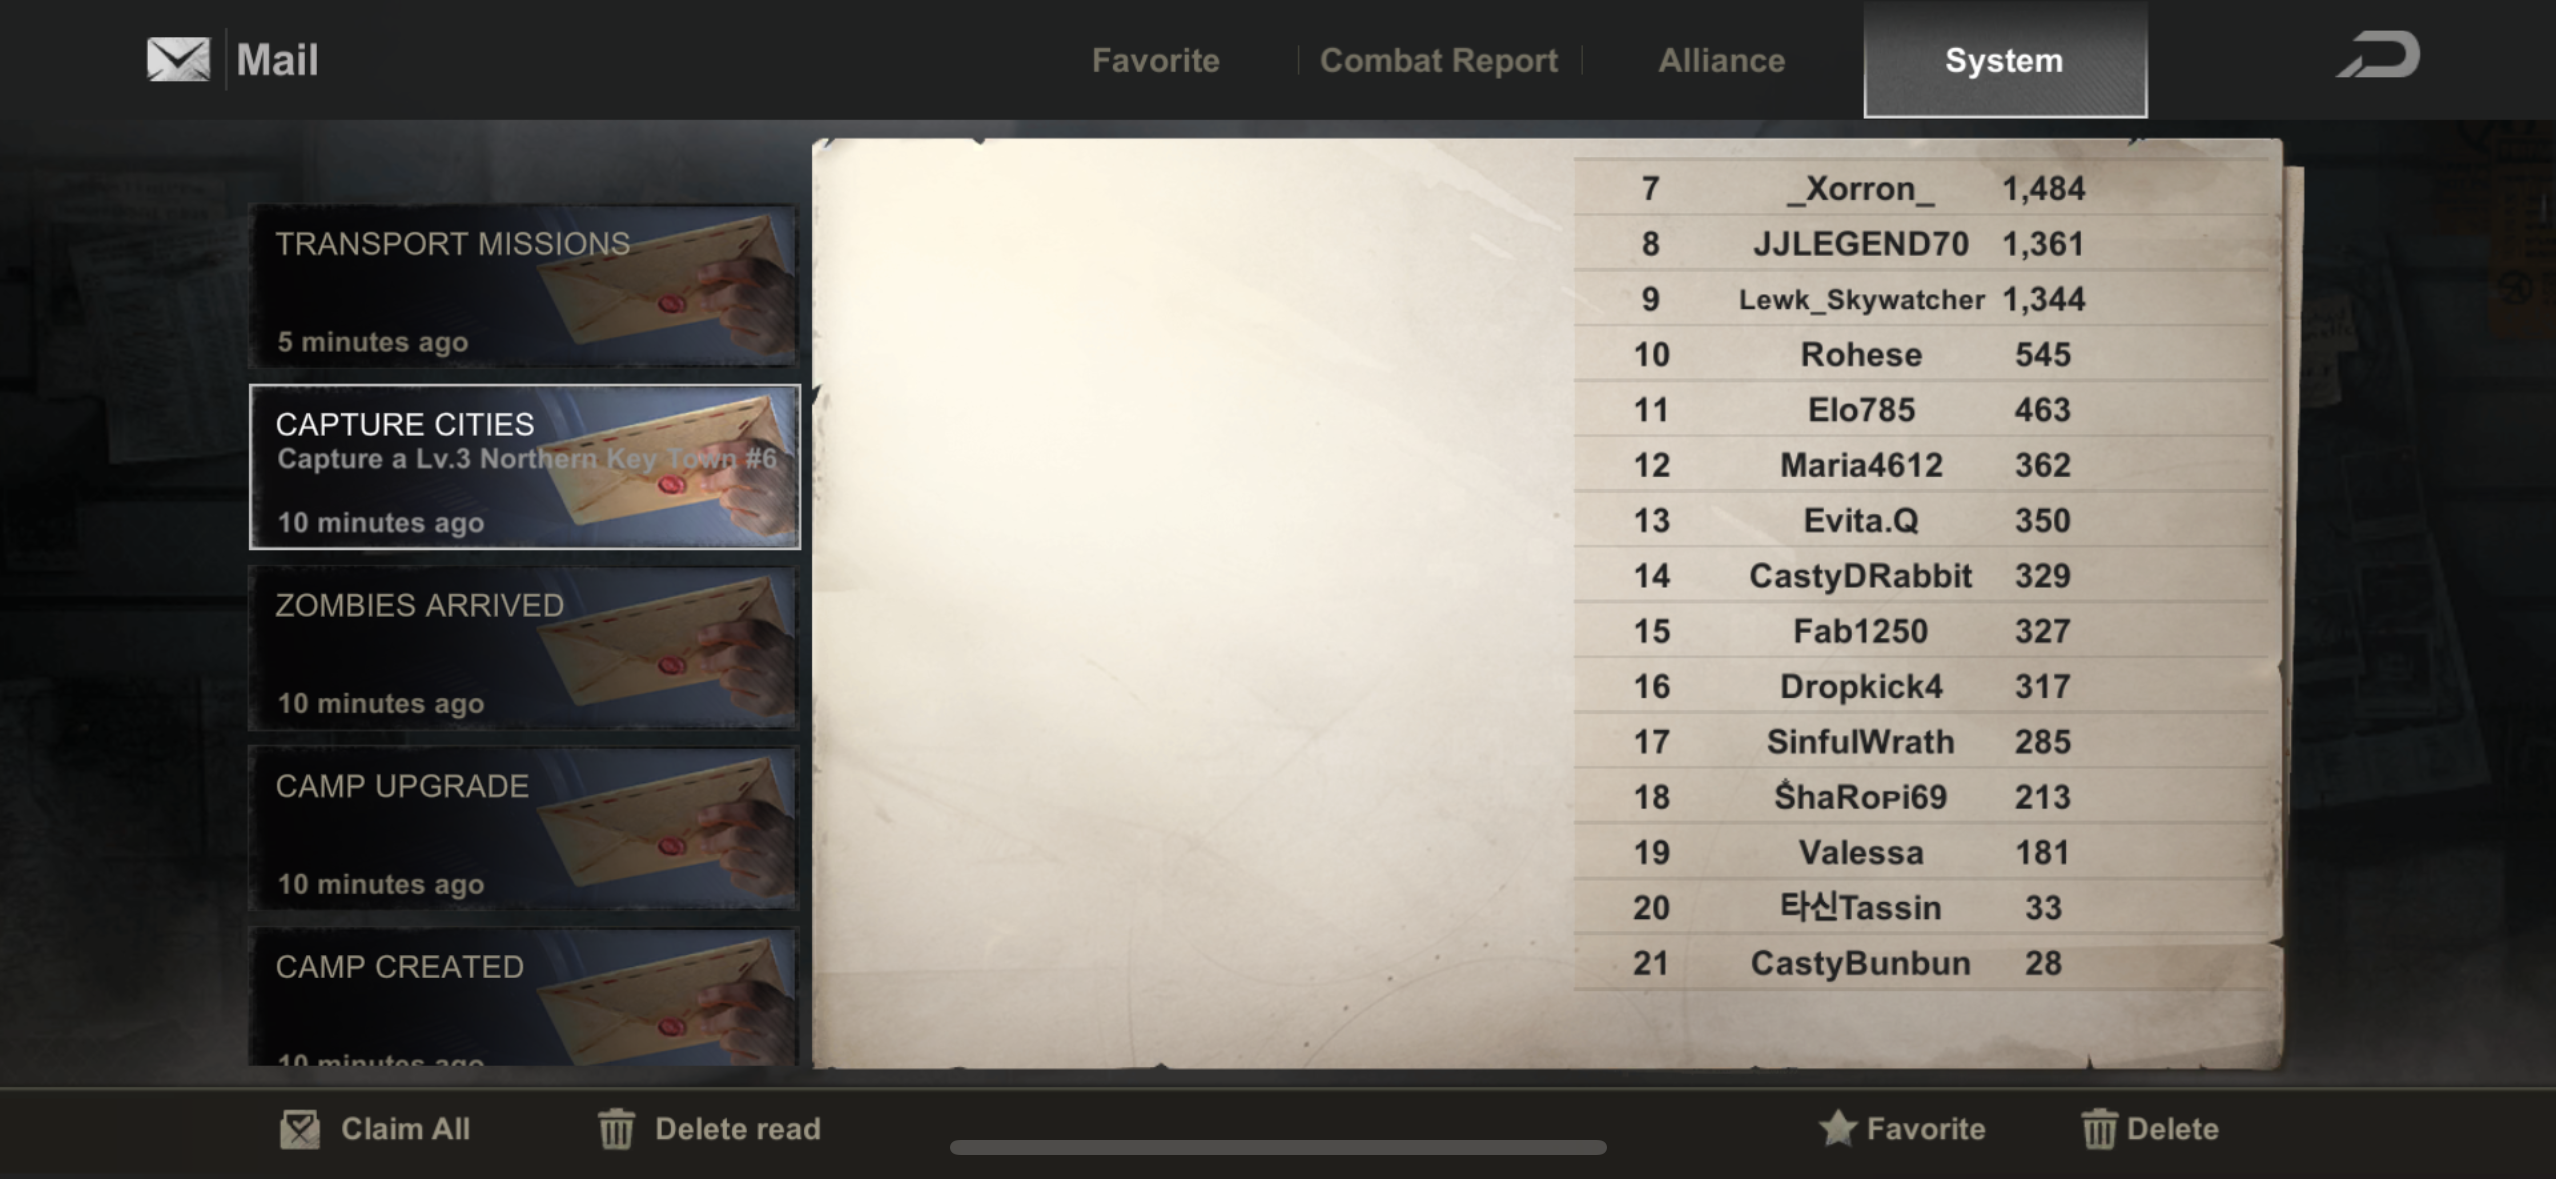 Mail
Favorite
Combat Report
Alliance
System
TRANSPORT MISSIONS
5 minutes ago
CAPTURE CITIES
Capture a Lv.3 Northern Key Town #6
10 minutes ago
ZOMBIES ARRIVED
10 minutes ago
CAMP UPGRADE
10 minutes ago
CAMP CREATED
10 minutes ago
7 _Xorron_ 1,484
8 JJLEGEND70 1,361
9 Lewk_Skywatcher 1,344
10 Rohese 545
11 Elo785 463
12 Maria4612 362
13 Evita.Q 350
14 CastyDRabbit 329
15 Fab1250 327
16 Dropkick4 317
17 SinfulWrath 285
18 ṠhaRoᴘi69 213
19 Valessa 181
20 타신Tassin 33
21 CastyBunbun 28
Claim All
Delete read
Favorite
Delete